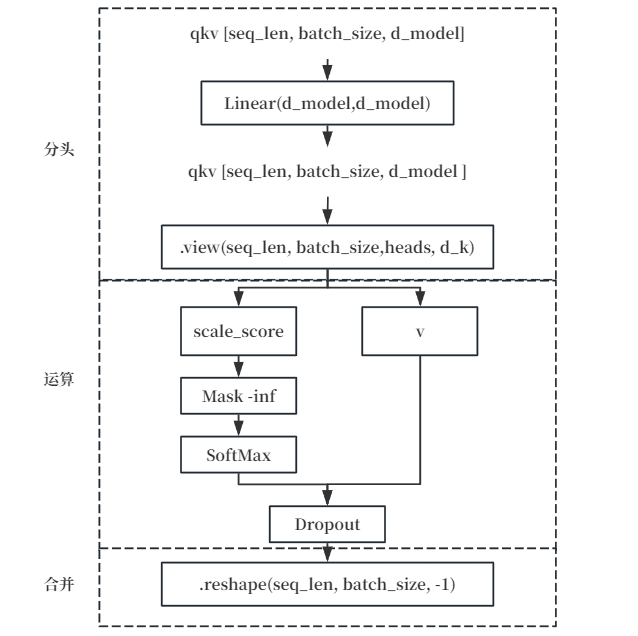 qkv [seq_len, batch_size, d_model]
Linear(d_model,d_model)
分头
qkv [seq_len, batch_size, d_model ]
.view(seq_len, batch_size,heads, d_k)
scale_score
v
运算
Mask -inf
SoftMax
Dropout
合并
.reshape(seq_len, batch_size, -1)